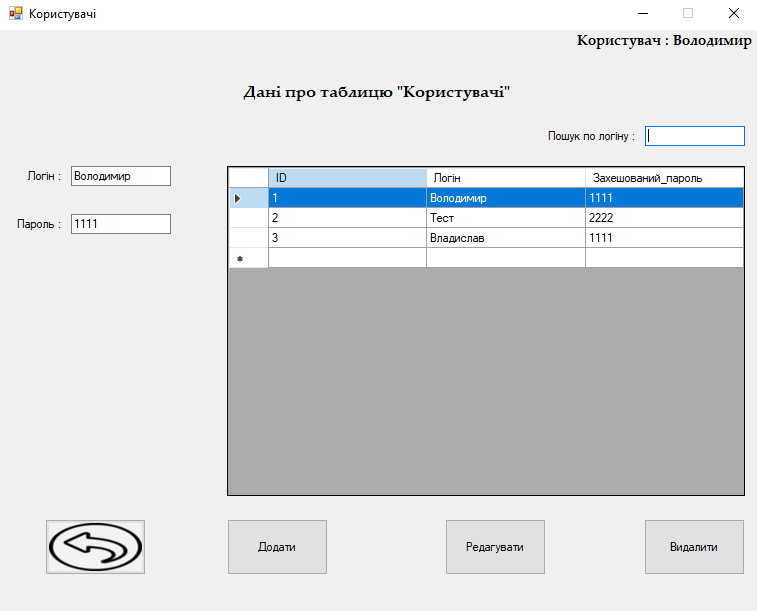 Користувачі
Користувач : Володимир
Дані про таблицю "Користувачі"
Пошук по логіну :
Логін : Володимир
Пароль : 1111
ID Логін Захешований_пароль
1 Володимир 1111
2 Тест 2222
3 Владислав 1111
Додати Редагувати Видалити